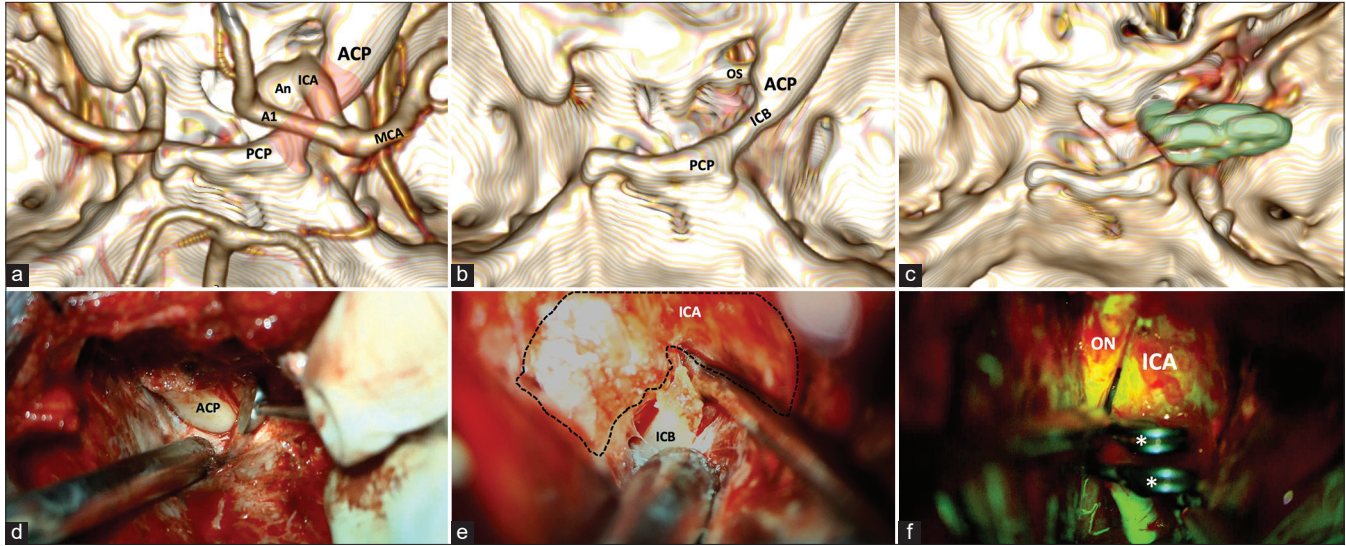 ACP
An
ICA
A1
MCA
PCP
a
OS
ACP
ICB
PCP
b
c
ACP
d
ICA
ICB
e
ON
ICA
*
*
f